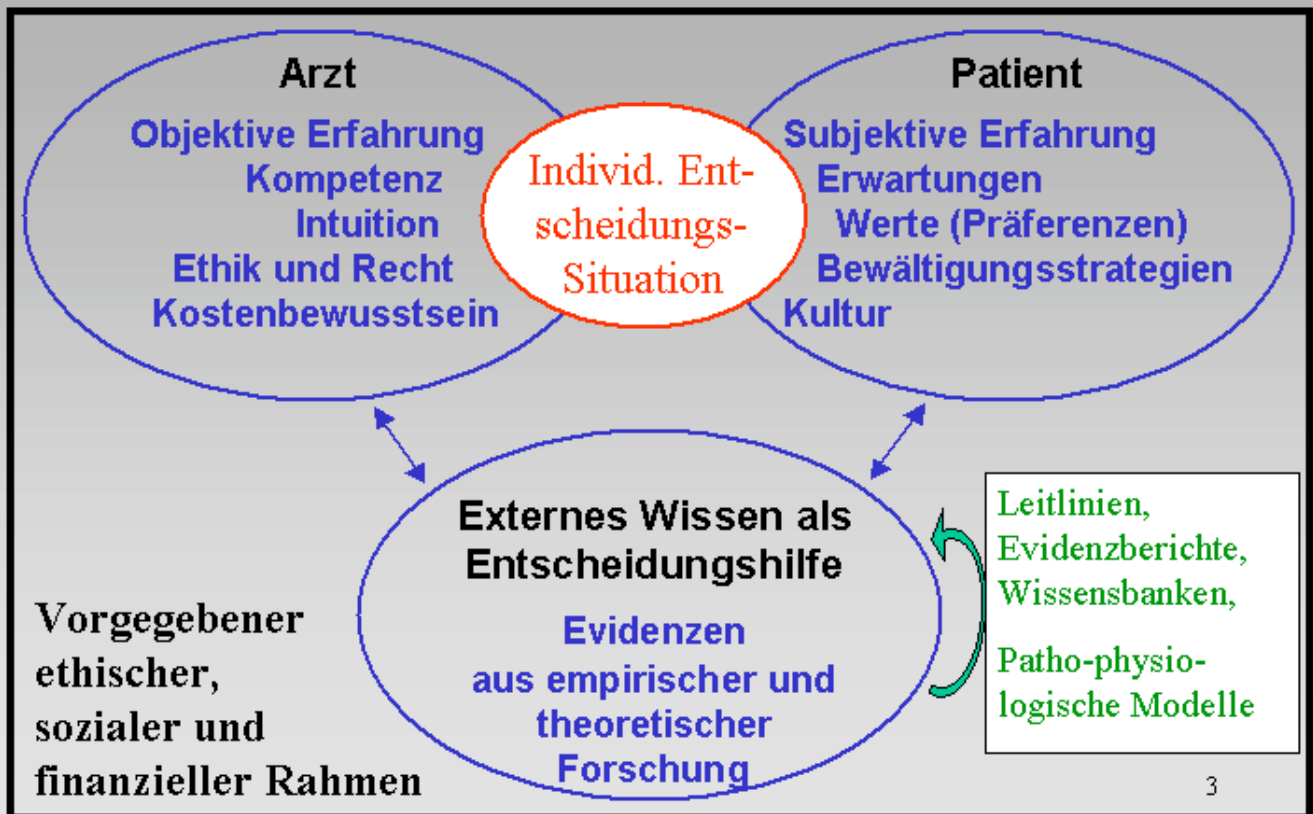 Arzt
Objektive Erfahrung
Kompetenz
Intuition
Ethik und Recht
Kostenbewusstsein
Individ. Ent-
scheidungs-
Situation
Patient
Subjektive Erfahrung
Erwartungen
Werte (Präferenzen)
Bewältigungsstrategien
Kultur
Externes Wissen als
Entscheidungshilfe
Evidenzen
aus empirischer und
theoretischer
Forschung
Leitlinien,
Evidenzberichte,
Wissensbanken,
Patho-physio-
logische Modelle
Vorgegebener
ethischer,
sozialer und
finanzieller Rahmen
3